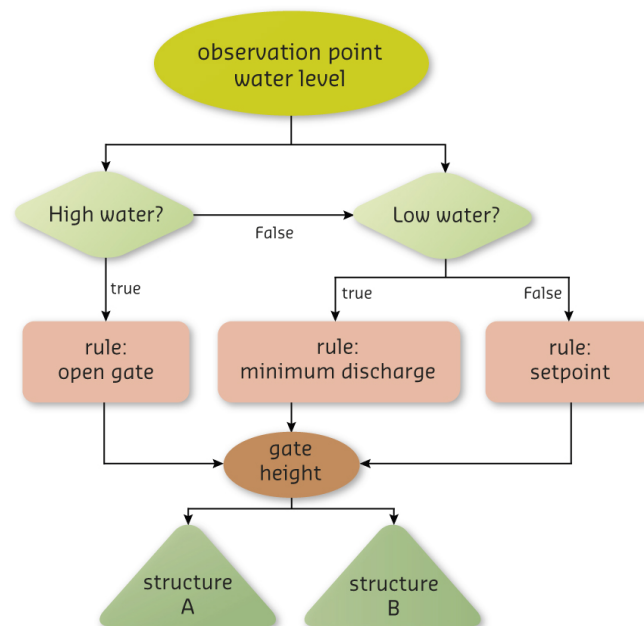 observation point
water level
High water?
False
Low water?
true
true
False
rule:
open gate
rule:
minimum discharge
rule:
setpoint
gate
height
structure
A
structure
B